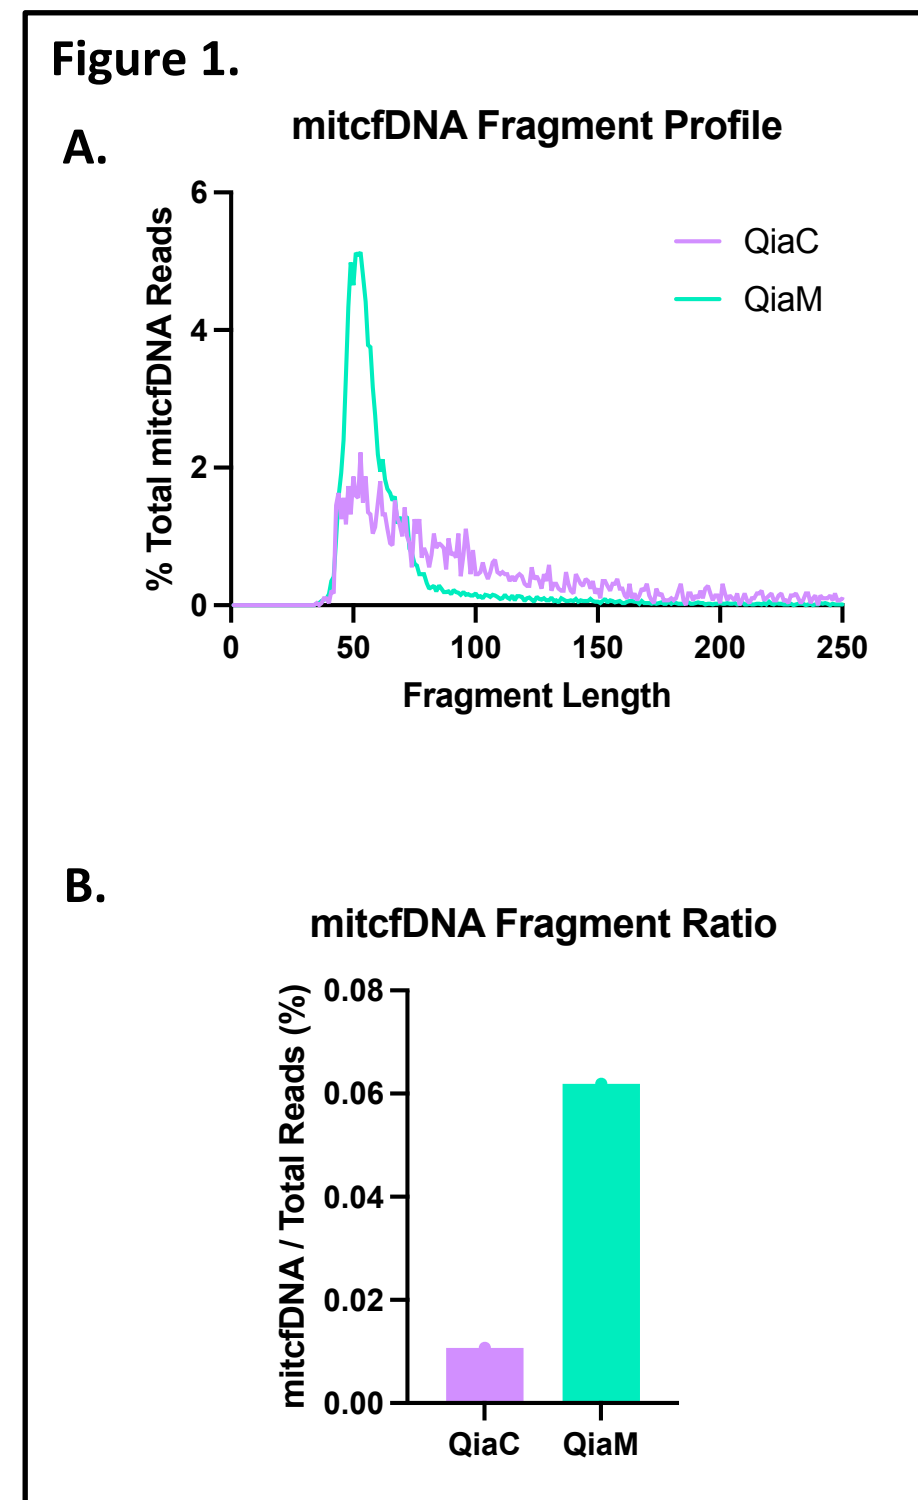 Figure 1.
A.
mitcfDNA Fragment Profile
% Total mitcfDNA Reads
6
4
2
0
QiaC
QiaM
0 50 100 150 200 250
Fragment Length
B.
mitcfDNA Fragment Ratio
mitcfDNA / Total Reads (%)
0.08
0.06
0.04
0.02
0.00
QiaC QiaM